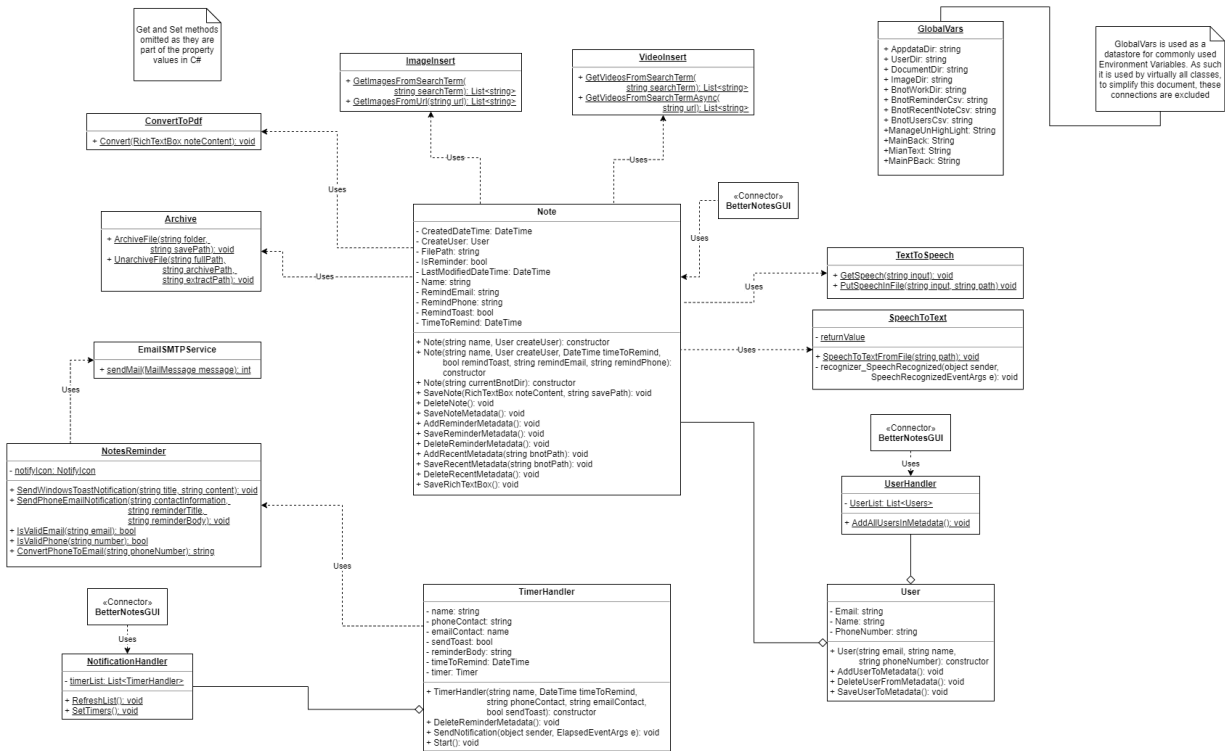 Get and Set methods
omitted as they are
part of the property
values in C#
ImageInsert
+ GetImagesFromSearchTerm(
string searchTerm): List<string>
+ GetImagesFromUrl(string url): List<string>
VideoInsert
+ GetVideosFromSearchTerm(
string searchTerm): List<string>
+ GetVideosFromSearchTermAsync(
string url): List<string>
GlobalVars
+ AppdataDir: string
+ UserDir: string
+ DocumentDir: string
+ ImageDir: string
+ BnotWorkDir: string
+ BnotReminderCsv: string
+ BnotRecentNoteCsv: string
+ BnotUsersCsv: string
+ManageUnHighLight: String
+MainBack: String
+MianText: String
+MainPBack: String
GlobalVars is used as a
datastore for commonly used
Environment Variables. As such
it is used by virtually all classes,
to simplify this document, these
connections are excluded
ConvertToPdf
+ Convert(RichTextBox noteContent): void
Uses
Uses
Uses
Archive
+ ArchiveFile(string folder,
string savePath): void
+ UnarchiveFile(string fullPath,
string archivePath,
string extractPath): void
Uses
Note
- CreatedDateTime: DateTime
- CreateUser: User
- FilePath: string
- IsReminder: bool
- LastModifiedDateTime: DateTime
- Name: string
- RemindEmail: string
- RemindPhone: string
- RemindToast: bool
- TimeToRemind: DateTime
+ Note(string name, User createUser): constructor
+ Note(string name, User createUser, DateTime timeToRemind,
bool remindToast, string remindEmail, string remindPhone):
constructor
+ Note(string currentBnotDir): constructor
+ SaveNote(RichTextBox noteContent, string savePath): void
+ DeleteNote(): void
+ SaveNoteMetadata(): void
+ AddReminderMetadata(): void
+ SaveReminderMetadata(): void
+ DeleteReminderMetadata(): void
+ AddRecentMetadata(string bnotPath): void
+ SaveRecentMetadata(string bnotPath): void
+ DeleteRecentMetadata(): void
+ SaveRichTextBox(): void
«Connector»
BetterNotesGUI
Uses
TextToSpeech
+ GetSpeech(string input): void
+ PutSpeechInFile(string input, string path) void
Uses
SpeechToText
- returnValue
+ SpeechToTextFromFile(string path): void
- recognizer_SpeechRecognized(object sender,
SpeechRecognizedEventArgs e): void
Uses
EmailSMTPService
+ sendMail(MailMessage message): int
Uses
NotesReminder
- notifyIcon: NotifyIcon
+ SendWindowsToastNotification(string title, string content): void
+ SendPhoneEmailNotification(string contactInformation,
string reminderTitle,
string reminderBody): void
+ IsValidEmail(string email): bool
+ IsValidPhone(string number): bool
+ ConvertPhoneToEmail(string phoneNumber): string
Uses
«Connector»
BetterNotesGUI
Uses
UserHandler
- UserList: List<Users>
+ AddAllUsersInMetadata(): void
«Connector»
BetterNotesGUI
Uses
NotificationHandler
- timerList: List<TimerHandler>
+ RefreshList(): void
+ SetTimers(): void
TimerHandler
- name: string
- phoneContact: string
- emailContact: name
- sendToast: bool
- reminderBody: string
- timeToRemind: DateTime
- timer: Timer
+ TimerHandler(string name, DateTime timeToRemind,
string phoneContact, string emailContact,
bool sendToast): constructor
+ DeleteReminderMetadata(): void
+ SendNotification(object sender, ElapsedEventArgs e): void
+ Start(): void
User
- Email: string
- Name: string
- PhoneNumber: string
+ User(string email, string name,
string phoneNumber): constructor
+ AddUserToMetadata(): void
+ DeleteUserFromMetadata(): void
+ SaveUserToMetadata(): void